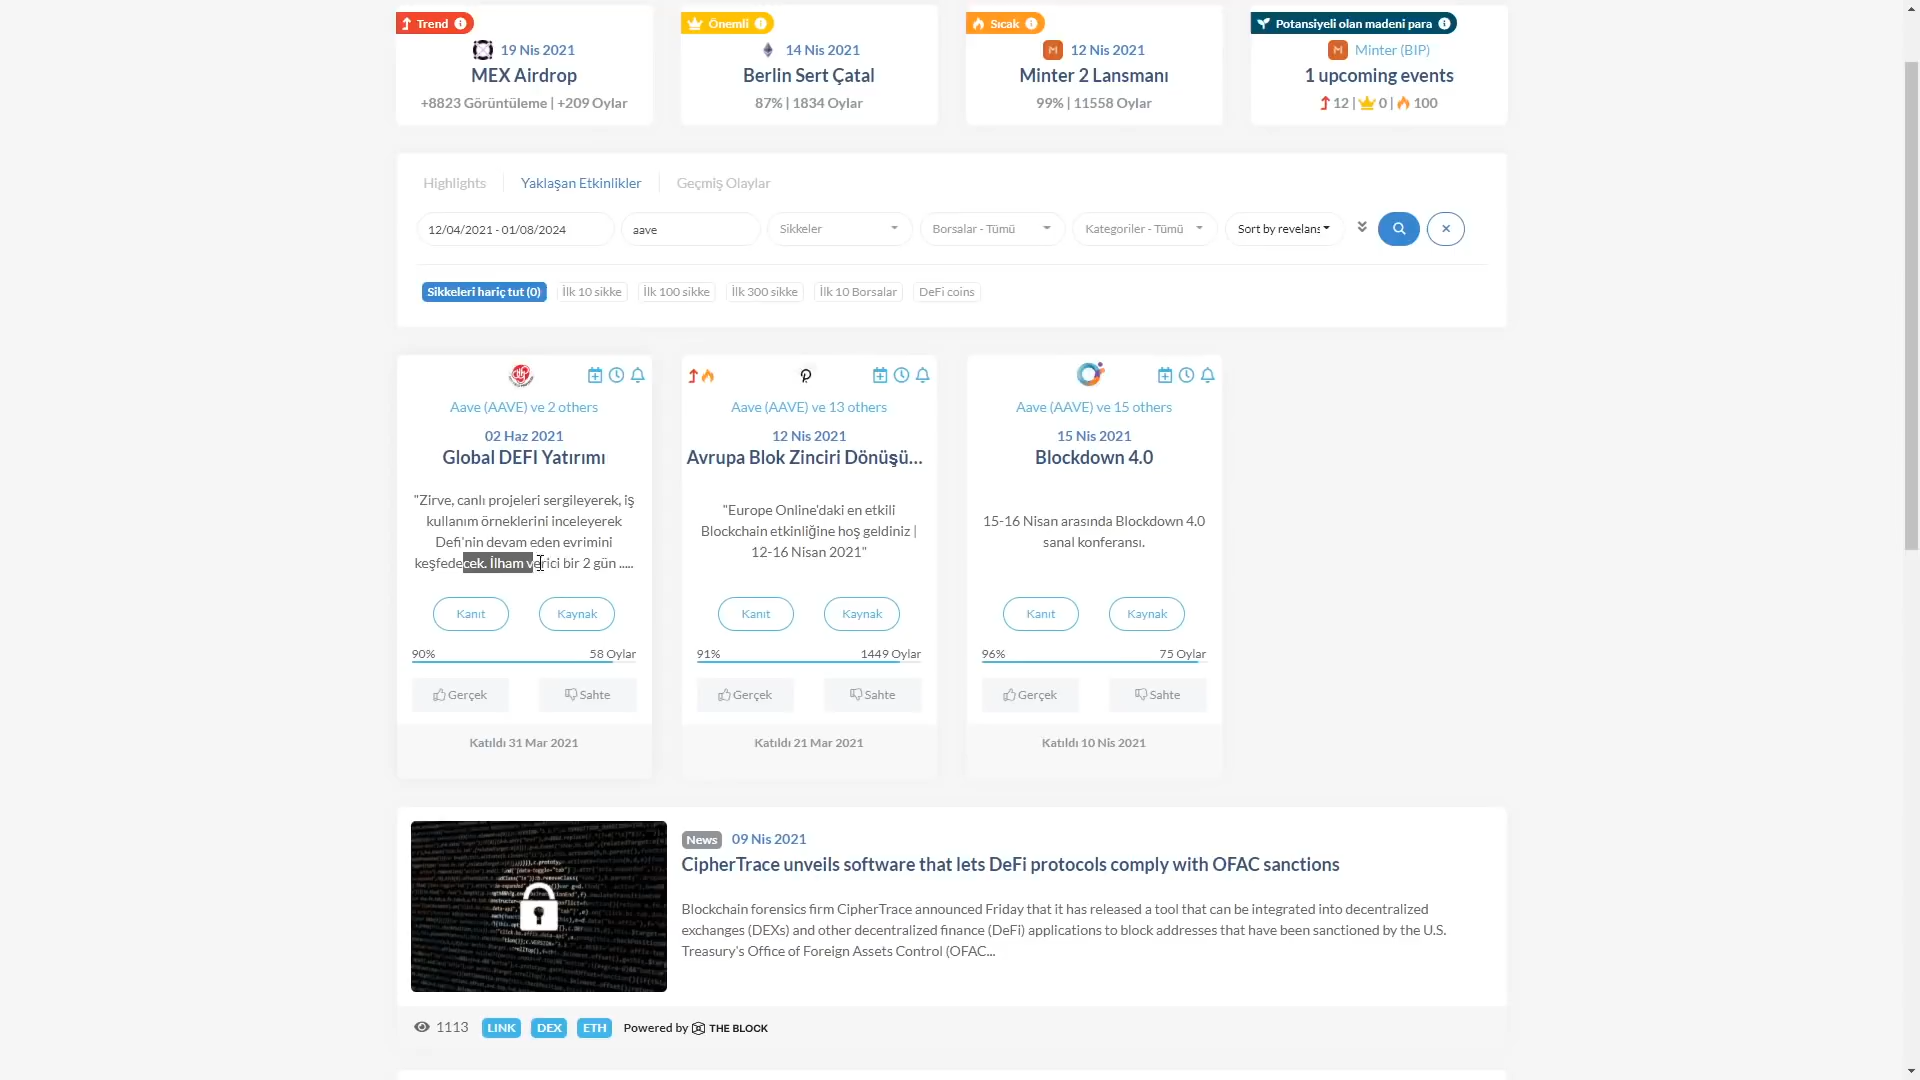 Trend
19 Nis 2021
MEX Airdrop
+8823 Görüntüleme | +209 Oylar
Önemli
14 Nis 2021
Berlin Sert Çatal
87% | 1834 Oylar
Sıcak
12 Nis 2021
Minter 2 Lansmanı
99% | 11558 Oylar
Potansiyeli olan madeni para
Minter (BIP)
1 upcoming events
12 | 0 | 100
Highlights
Yaklaşan Etkinlikler
Geçmiş Olaylar
12/04/2021 - 01/08/2024
aave
Sikkeler
Borsalar - Tümü
Kategoriler - Tümü
Sort by revelans
Sikkeleri hariç tut (0)
İlk 10 sikke
İlk 100 sikke
İlk 300 sikke
İlk 10 Borsalar
DeFi coins
Aave (AAVE) ve 2 others
02 Haz 2021
Global DEFI Yatırımı
"Zirve, canlı projeleri sergileyerek, iş
kullanım örneklerini inceleyerek
Defi'nin devam eden evrimini
keşfedecek. İlham verici bir 2 gün .....
Kanıt
Kaynak
90%
58 Oylar
Gerçek
Sahte
Katıldı 31 Mar 2021
Aave (AAVE) ve 13 others
12 Nis 2021
Avrupa Blok Zinciri Dönüşü...
"Europe Online'daki en etkili
Blockchain etkinliğine hoş geldiniz |
12-16 Nisan 2021"
Kanıt
Kaynak
91%
1449 Oylar
Gerçek
Sahte
Katıldı 21 Mar 2021
Aave (AAVE) ve 15 others
15 Nis 2021
Blockdown 4.0
15-16 Nisan arasında Blockdown 4.0
sanal konferansı.
Kanıt
Kaynak
96%
75 Oylar
Gerçek
Sahte
Katıldı 10 Nis 2021
News
09 Nis 2021
CipherTrace unveils software that lets DeFi protocols comply with OFAC sanctions
Blockchain forensics firm CipherTrace announced Friday that it has released a tool that can be integrated into decentralized
exchanges (DEXs) and other decentralized finance (DeFi) applications to block addresses that have been sanctioned by the U.S.
Treasury's Office of Foreign Assets Control (OFAC...
1113
LINK
DEX
ETH
Powered by THE BLOCK